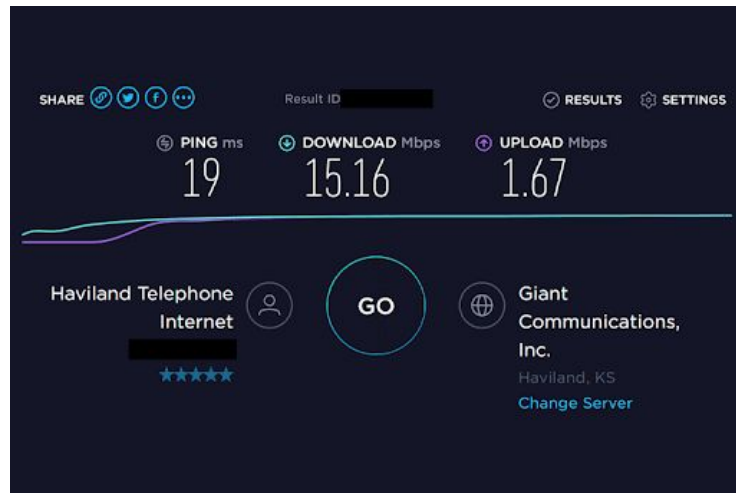 SHARE
Result ID
RESULTS
SETTINGS
PING ms
DOWNLOAD Mbps
UPLOAD Mbps
19
15.16
1.67
Haviland Telephone
Internet
GO
Giant
Communications,
Inc.
Haviland, KS
Change Server